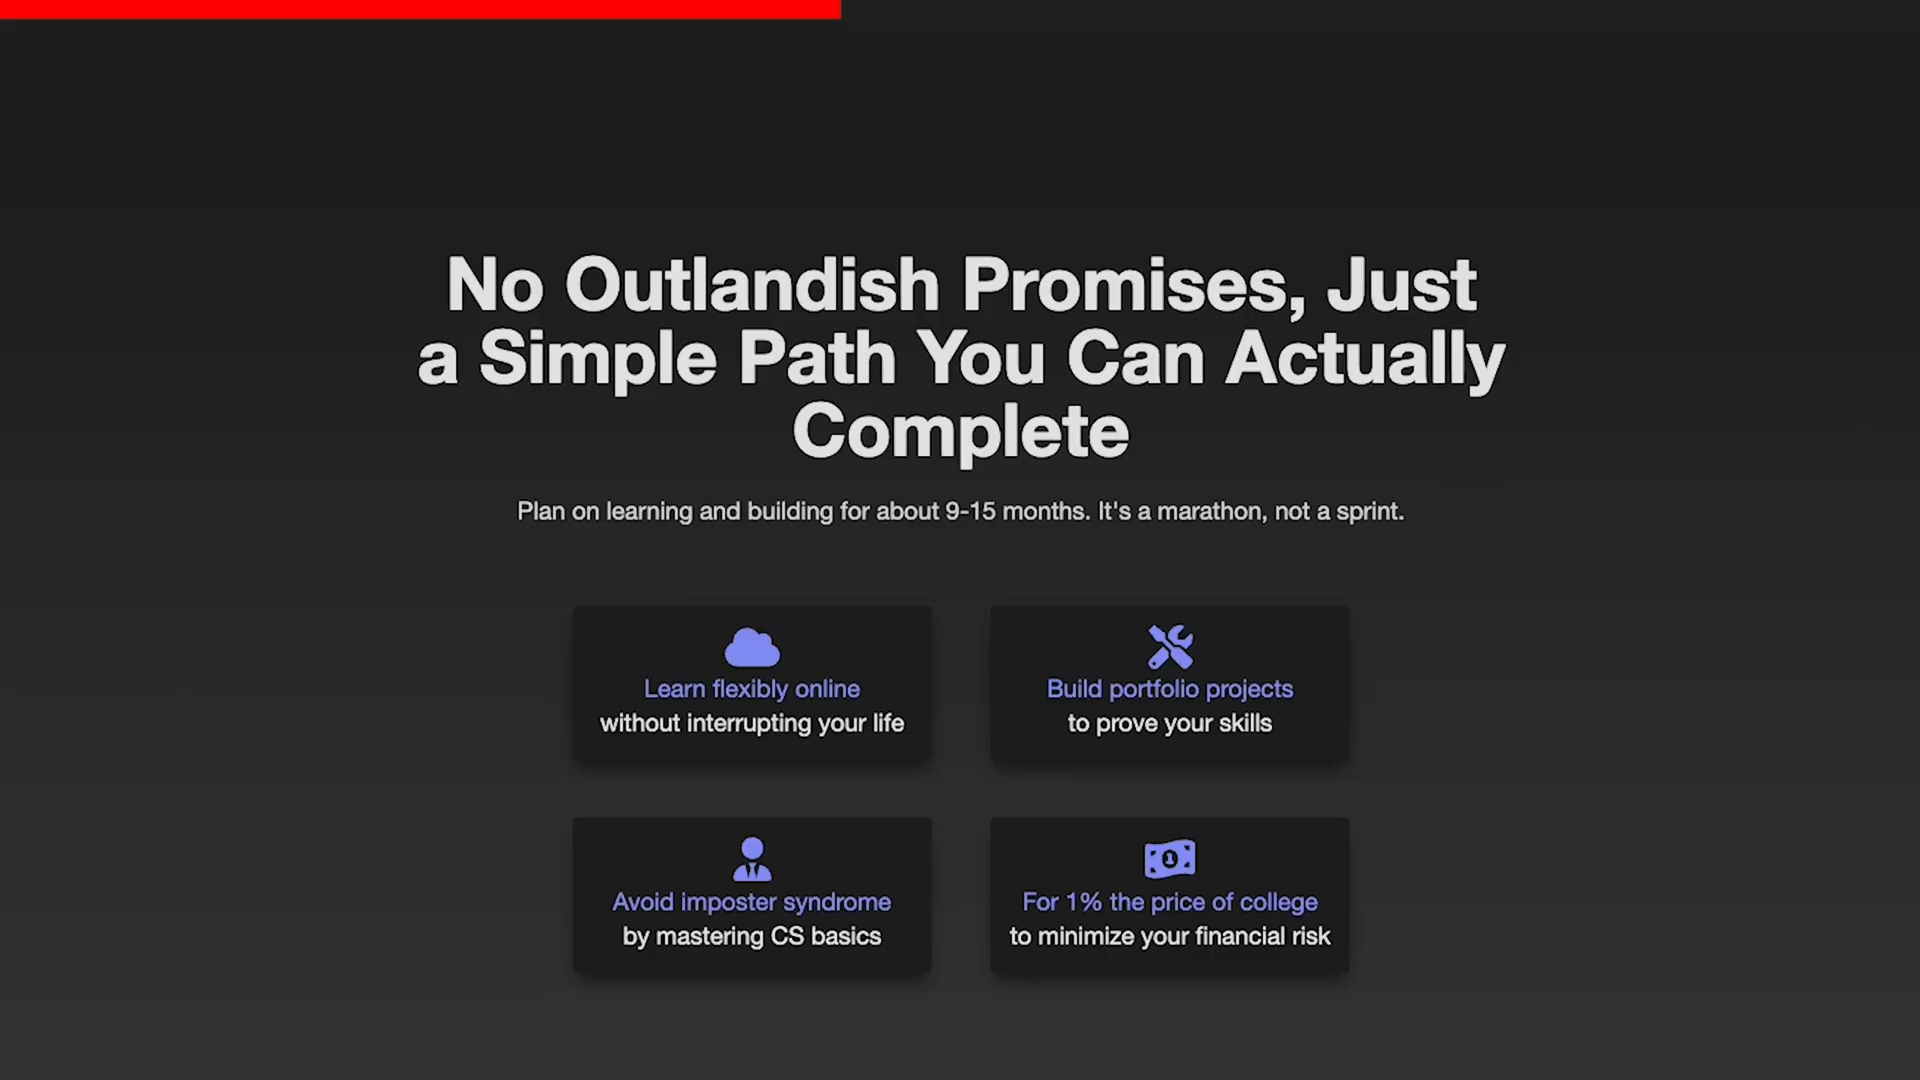 No Outlandish Promises, Just
a Simple Path You Can Actually
Complete
Plan on learning and building for about 9-15 months. It's a marathon, not a sprint.
Learn flexibly online
without interrupting your life
Build portfolio projects
to prove your skills
Avoid imposter syndrome
by mastering CS basics
1
For 1% the price of college
to minimize your financial risk